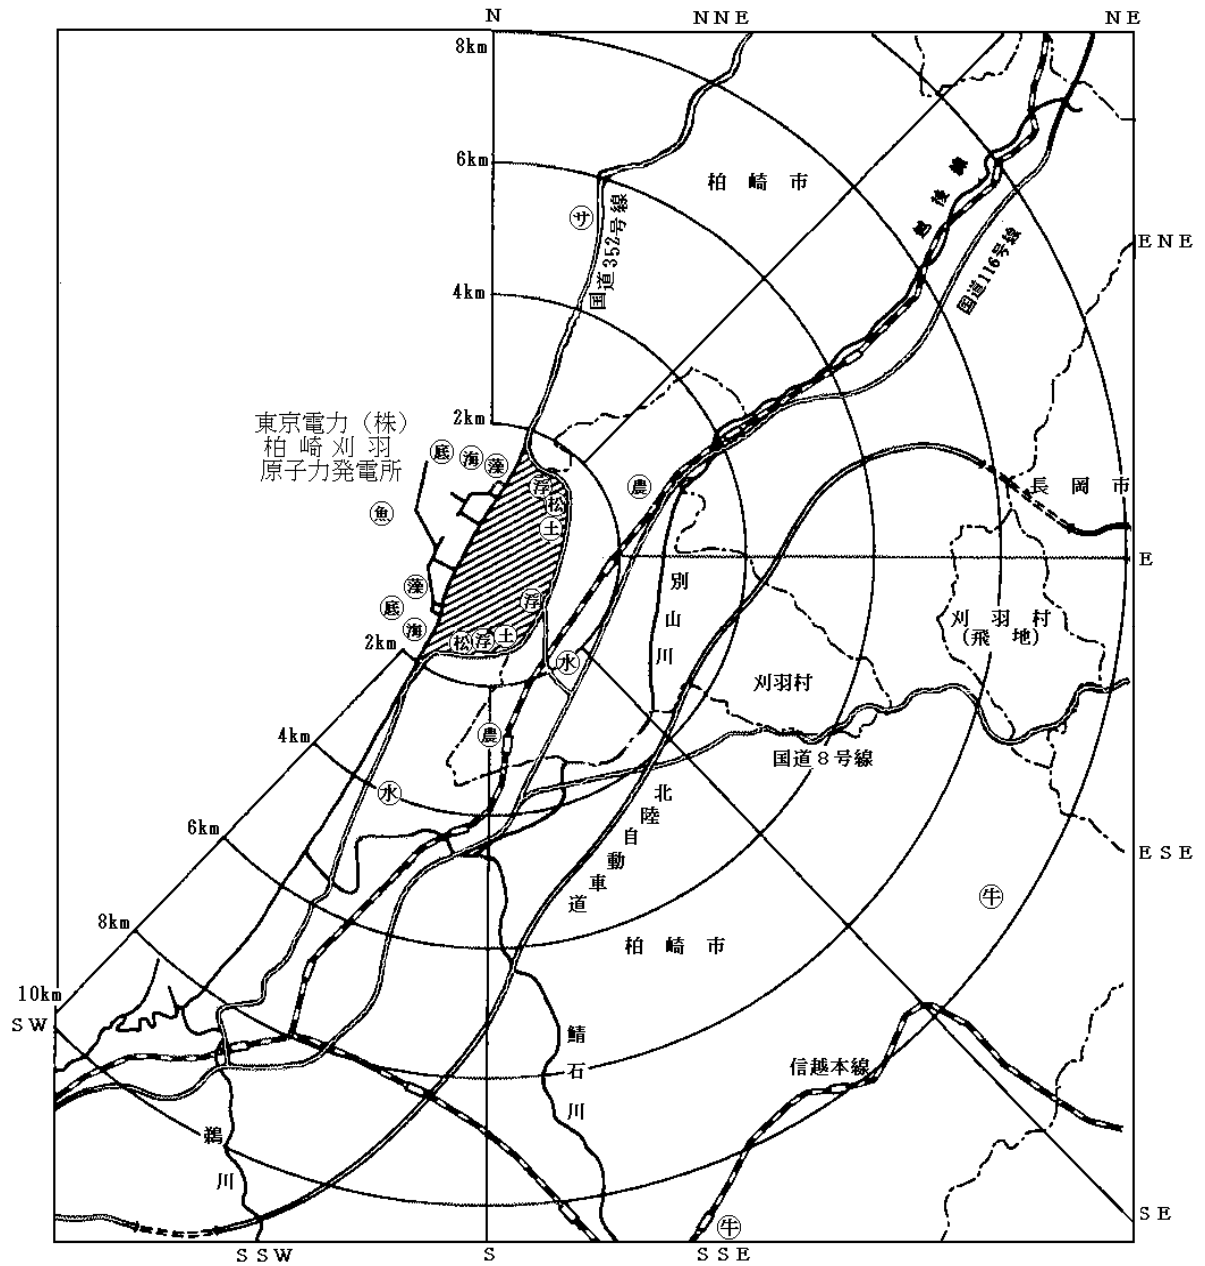 N
NNE
NE
8km
6km
柏崎市
越後線
サ
国道352号線
ENE
国道116号線
4km
2km
東京電力（株）
柏崎刈羽
原子力発電所
底
海
藻
浮
農
長岡市
魚
松
土
E
別山川
藻
浮
底
刈羽村
(飛地)
海
松
浮
土
2km
水
刈羽村
農
4km
国道8号線
水
北陸自動車道
6km
ESE
牛
8km
柏崎市
10km
SW
鯖石川
信越本線
鵜川
牛
SE
SSW
S
SSE